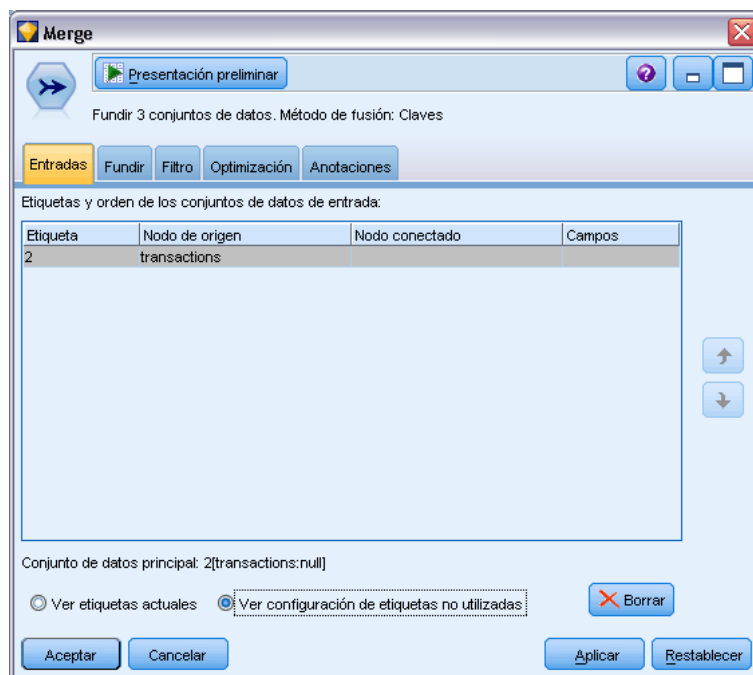 Merge
Presentación preliminar
Fundir 3 conjuntos de datos. Método de fusión: Claves
Entradas Fundir Filtro Optimización Anotaciones
Etiquetas y orden de los conjuntos de datos de entrada:
Etiqueta Nodo de origen Nodo conectado Campos
2 transactions
Conjunto de datos principal: 2[transactions:null]
Ver etiquetas actuales Ver configuración de etiquetas no utilizadas Borrar
Aceptar Cancelar Aplicar Restablecer